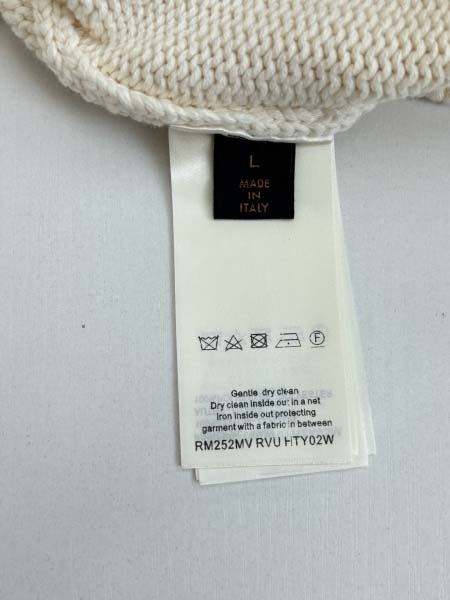 L
MADE
IN
ITALY
F
Gentle dry clean
Dry clean inside out in a net
Iron inside out protecting
garment with a fabric in between
RM252MV RVU HTY02W